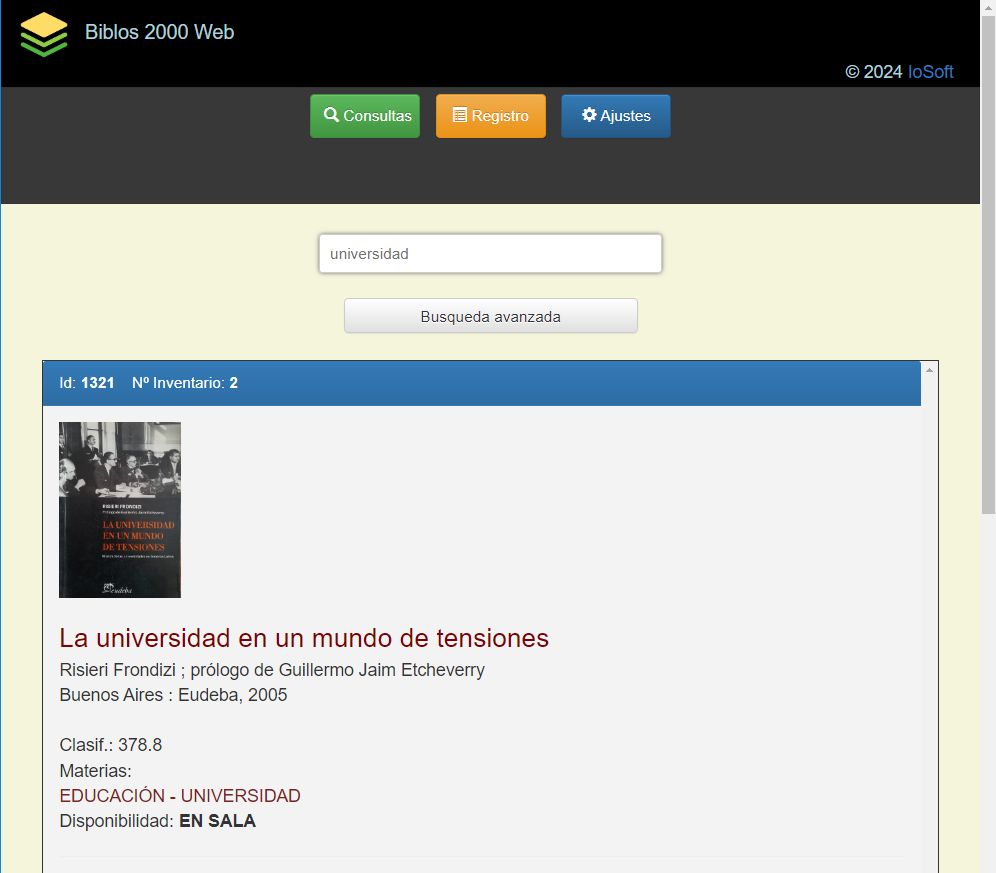 Biblos 2000 Web
© 2024 IoSoft
Consultas Registro Ajustes
universidad
Busqueda avanzada
Id: 1321 Nº Inventario: 2
RISIERI FRONDIZI
LA UNIVERSIDAD
EN UN MUNDO
DE TENSIONES
eudeba
La universidad en un mundo de tensiones
Risieri Frondizi ; prólogo de Guillermo Jaim Etcheverry
Buenos Aires : Eudeba, 2005
Clasif.: 378.8
Materias:
EDUCACIÓN - UNIVERSIDAD
Disponibilidad: EN SALA